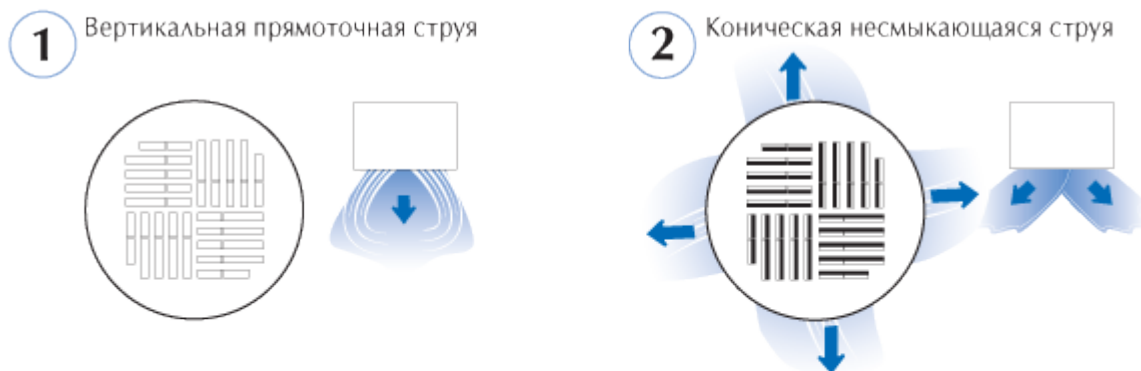 1 Вертикальная прямоточная струя
2 Коническая несмыкающаяся струя